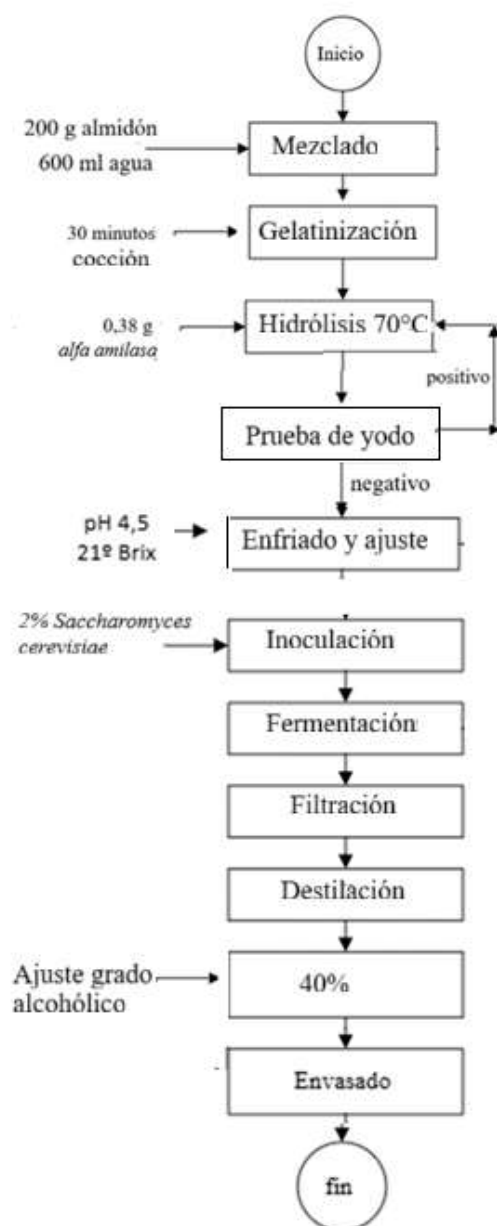 Inicio
200 g almidón
600 ml agua
Mezclado
Gelatinización
30 minutos
cocción
Hidrólisis 70°C
0,38 g
alfa amilasa
positivo
Prueba de yodo
negativo
pH 4,5
21º Brix
Enfriado y ajuste
2% Saccharomyces
cerevisiae
Inoculación
Fermentación
Filtración
Destilación
Ajuste grado
alcohólico
40%
Envasado
fin